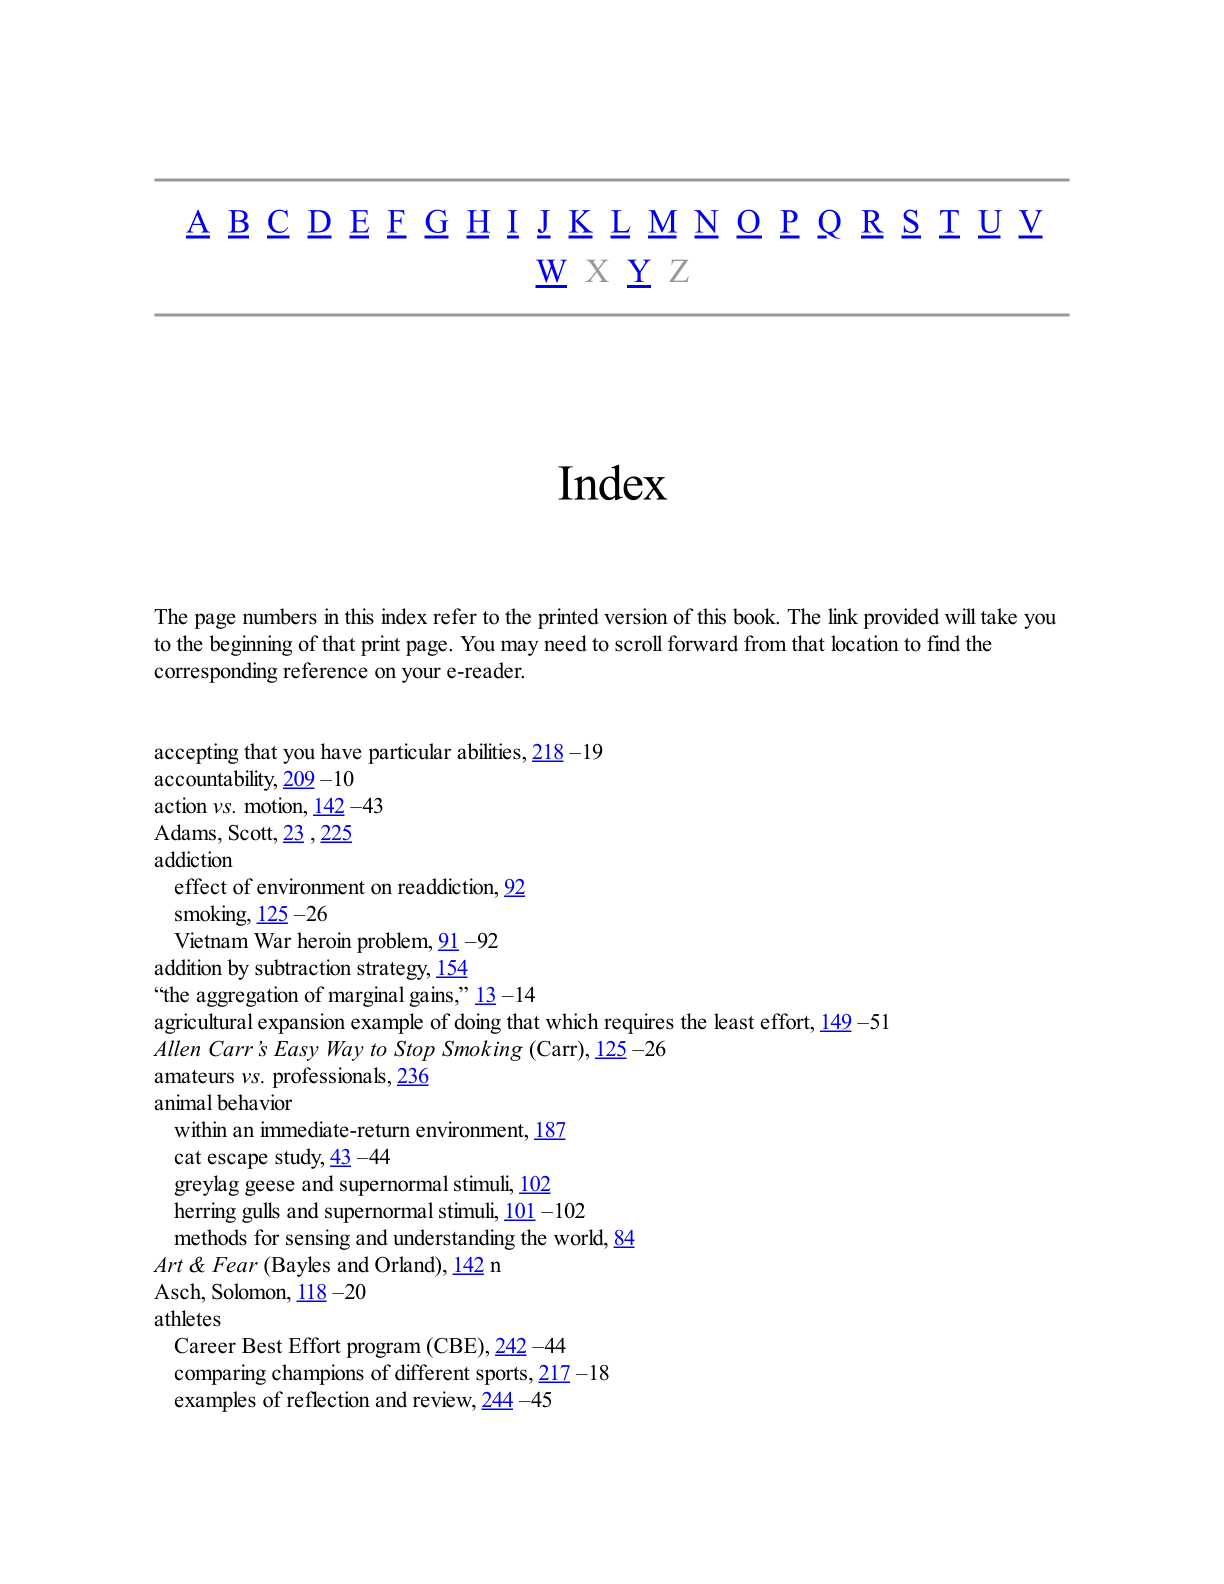 A B C D E F G H I J K L M N O P Q R S T U V
W X Y Z
Index
The page numbers in this index refer to the printed version of this book. The link provided will take you
to the beginning of that print page. You may need to scroll forward from that location to find the
corresponding reference on your e-reader.
accepting that you have particular abilities, 218 –19
accountability, 209 –10
action vs. motion, 142 –43
Adams, Scott, 23 , 225
addiction
effect of environment on readdiction, 92
smoking, 125 –26
Vietnam War heroin problem, 91 –92
addition by subtraction strategy, 154
“the aggregation of marginal gains,” 13 –14
agricultural expansion example of doing that which requires the least effort, 149 –51
Allen Carr’s Easy Way to Stop Smoking (Carr), 125 –26
amateurs vs. professionals, 236
animal behavior
within an immediate-return environment, 187
cat escape study, 43 –44
greylag geese and supernormal stimuli, 102
herring gulls and supernormal stimuli, 101 –102
methods for sensing and understanding the world, 84
Art & Fear (Bayles and Orland), 142 n
Asch, Solomon, 118 –20
athletes
Career Best Effort program (CBE), 242 –44
comparing champions of different sports, 217 –18
examples of reflection and review, 244 –45